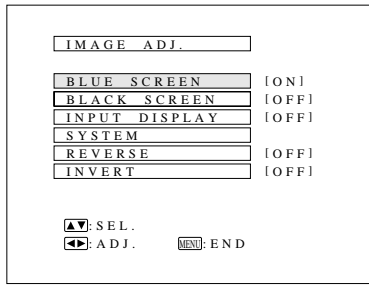 IMAGE ADJ.
BLUE SCREEN [ON]
BLACK SCREEN [OFF]
INPUT DISPLAY [OFF]
SYSTEM
REVERSE [OFF]
INVERT [OFF]
▲▼:SEL.
◀▶:ADJ. MENU:END